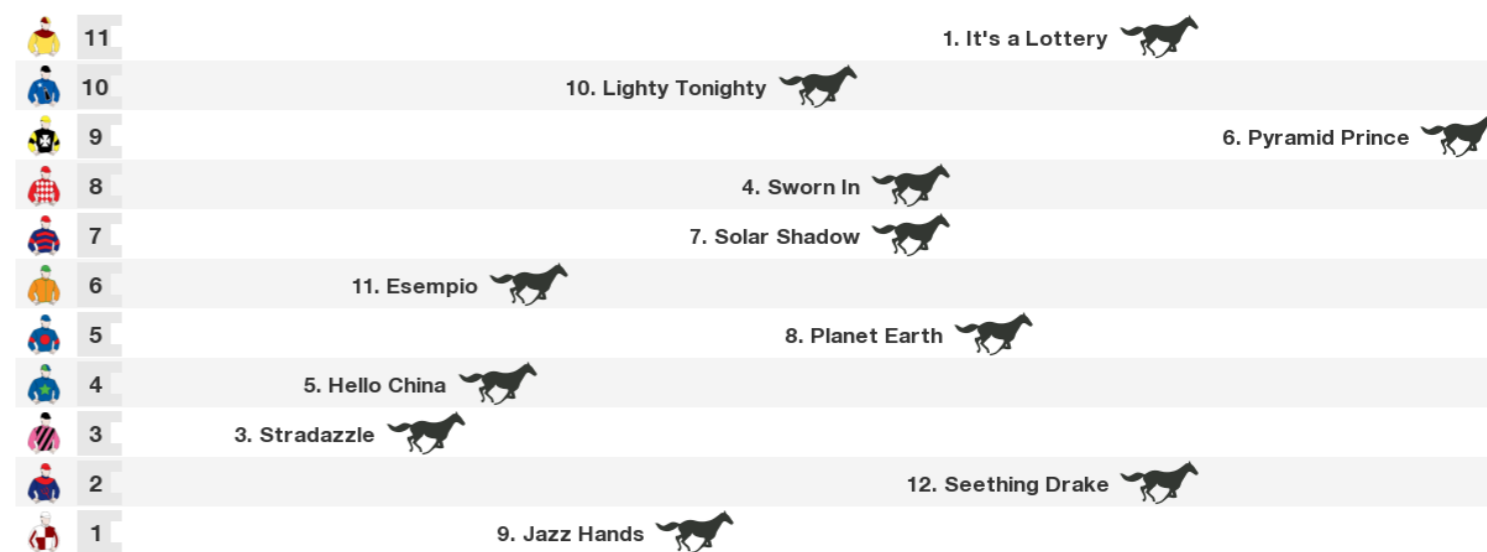 11 1. It's a Lottery
10 10. Lighty Tonighty
9 6. Pyramid Prince
8 4. Sworn In
7 7. Solar Shadow
6 11. Esempio
5 8. Planet Earth
4 5. Hello China
3 3. Stradazzle
2 12. Seething Drake
1 9. Jazz Hands